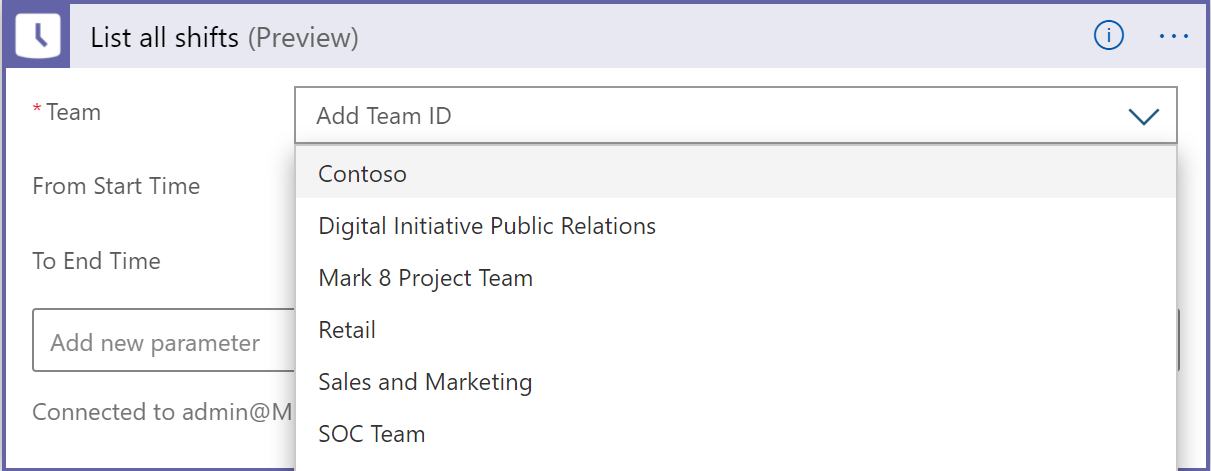 List all shifts (Preview)
* Team
Add Team ID
Contoso
From Start Time
Digital Initiative Public Relations
To End Time
Mark 8 Project Team
Retail
Add new parameter
Sales and Marketing
Connected to admin@M
SOC Team